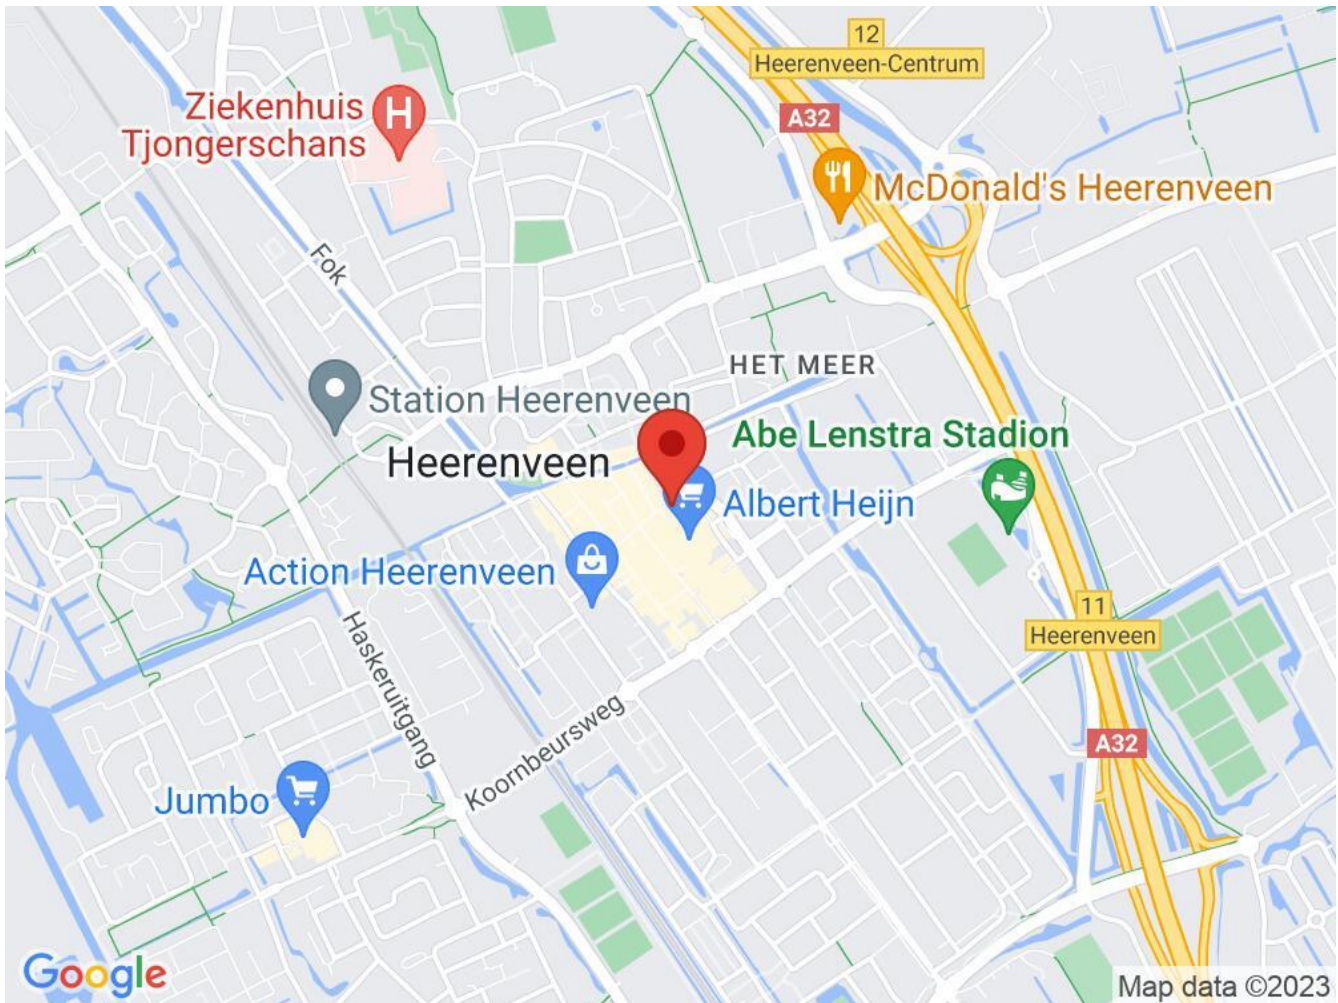 12
Heerenveen-Centrum
A32
Ziekenhuis
Tjongerschans
H
McDonald's Heerenveen
Fok
HET MEER
Station Heerenveen
Abe Lenstra Stadion
Heerenveen
Albert Heijn
Action Heerenveen
11
Heerenveen
Haskeruitgang
Koornbeursweg
A32
Jumbo
Google
Map data ©2023